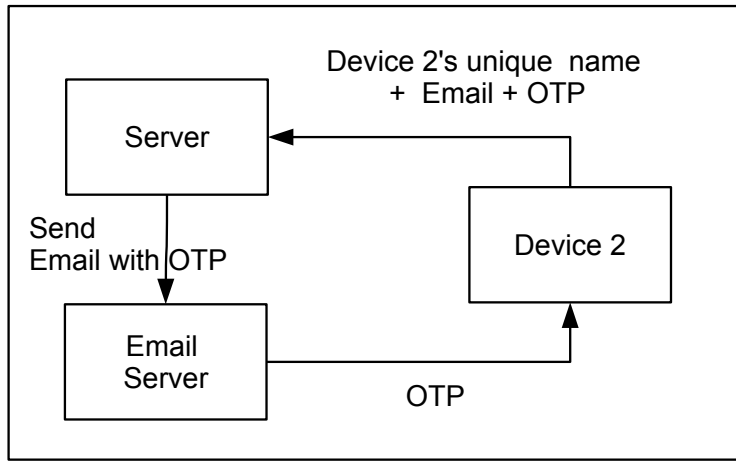 Device 2's unique name
+ Email + OTP
Server
Send
Email with OTP
Device 2
Email
Server
OTP